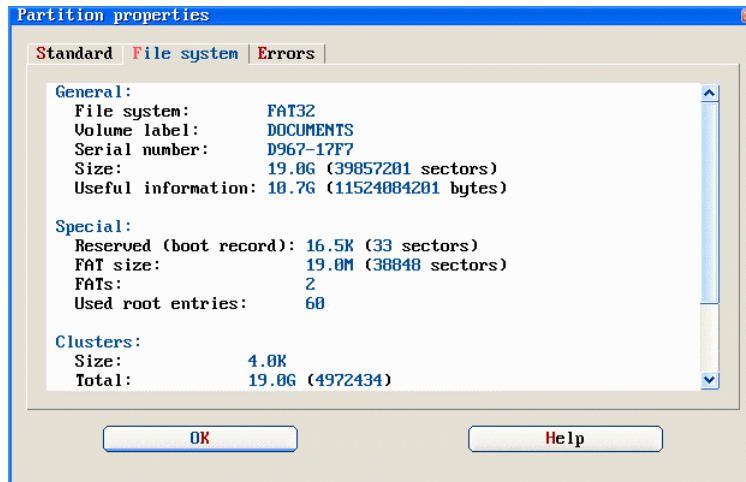 Partition properties
Standard File system Errors
General:
File system: FAT32
Volume label: DOCUMENTS
Serial number: D967-17F7
Size: 19.0G (39857201 sectors)
Useful information: 10.7G (11524084201 bytes)
Special:
Reserved (boot record): 16.5K (33 sectors)
FAT size: 19.0M (38848 sectors)
FATs: 2
Used root entries: 60
Clusters:
Size: 4.0K
Total: 19.0G (4972434)
OK Help